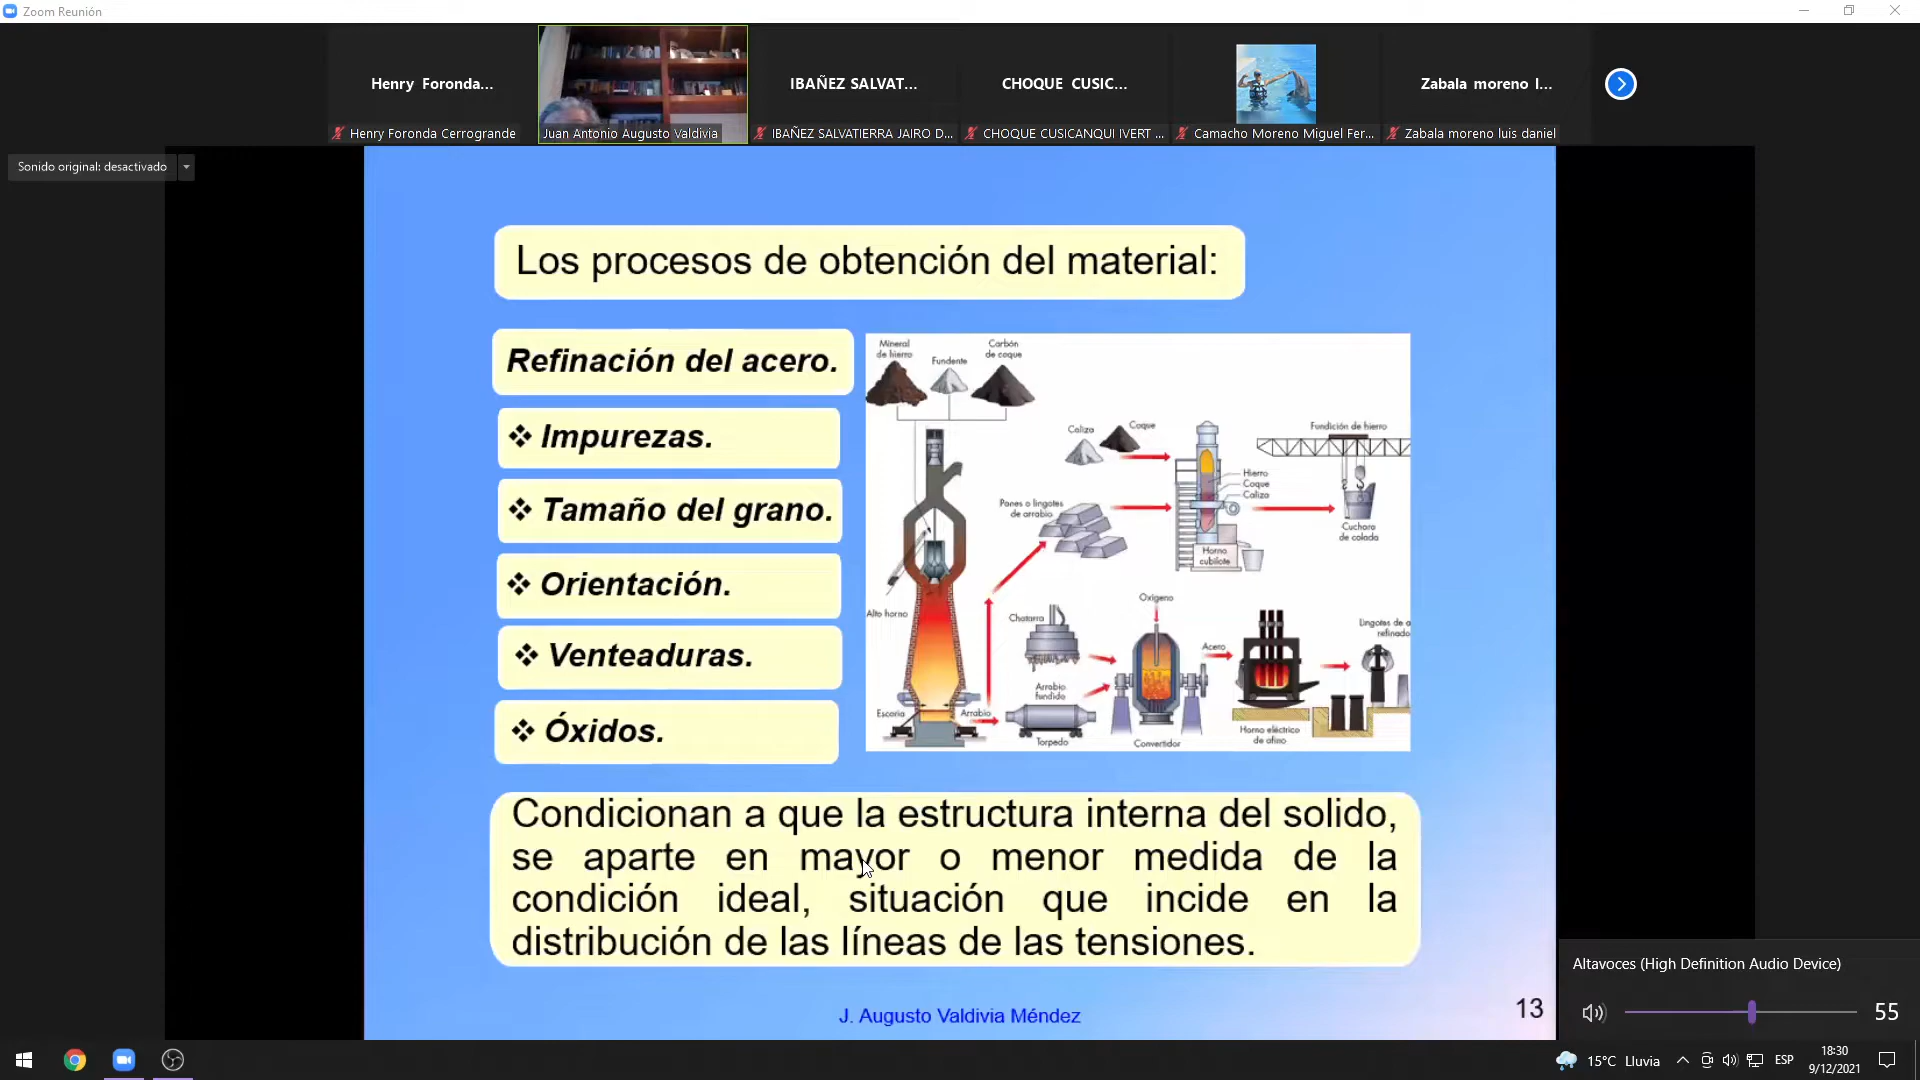 Zoom Reunión
Henry Foronda...
IBAÑEZ SALVAT...
CHOQUE CUSIC...
Zabala moreno l...
Henry Foronda Cerrogrande
Juan Antonio Augusto Valdivia
IBAÑEZ SALVATIERRA JAIRO D...
CHOQUE CUSICANQUI IVERT ...
Camacho Moreno Miguel Fer...
Zabala moreno luis daniel
Sonido original: desactivado
Los procesos de obtención del material:
Refinación del acero.
❖ Impurezas.
❖ Tamaño del grano.
❖ Orientación.
❖ Venteaduras.
❖ Óxidos.
Mineral
de hierro
Fundente
Carbón
de coque
Caliza
Coque
Fundición de hierro
Hierro
Coque
Caliza
Panes o lingotes
de arrabio
Cuchara
de colada
Horno
cubilote
Alto horno
Chatarra
Oxígeno
Lingotes de a
refinado
Acero
Arrabio
fundido
Escoria
Arrabio
Torpedo
Convertidor
Horno eléctrico
de afino
Condicionan a que la estructura interna del solido,
se aparte en mayor o menor medida de la
condición ideal, situación que incide en la
distribución de las líneas de las tensiones.
J. Augusto Valdivia Méndez
13
Altavoces (High Definition Audio Device)
55
15°C Lluvia
ESP
18:30
9/12/2021